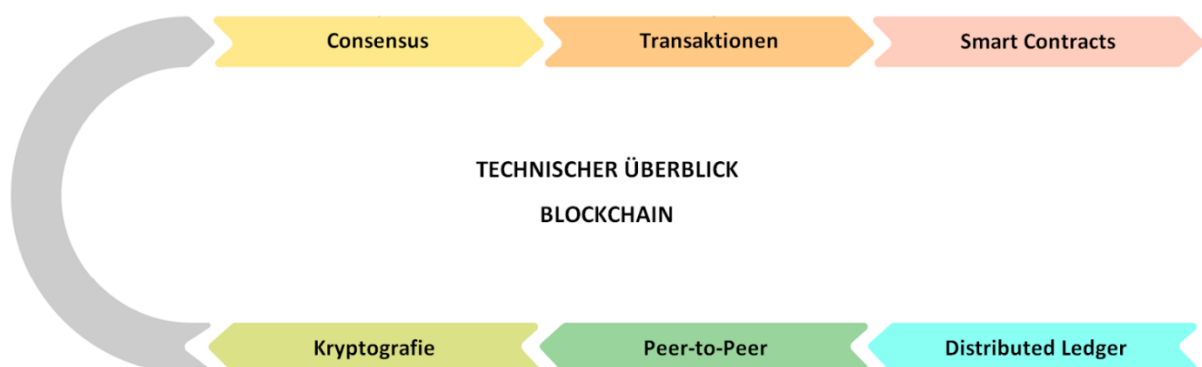 Consensus
Transaktionen
Smart Contracts
TECHNISCHER ÜBERBLICK
BLOCKCHAIN
Kryptografie
Peer-to-Peer
Distributed Ledger